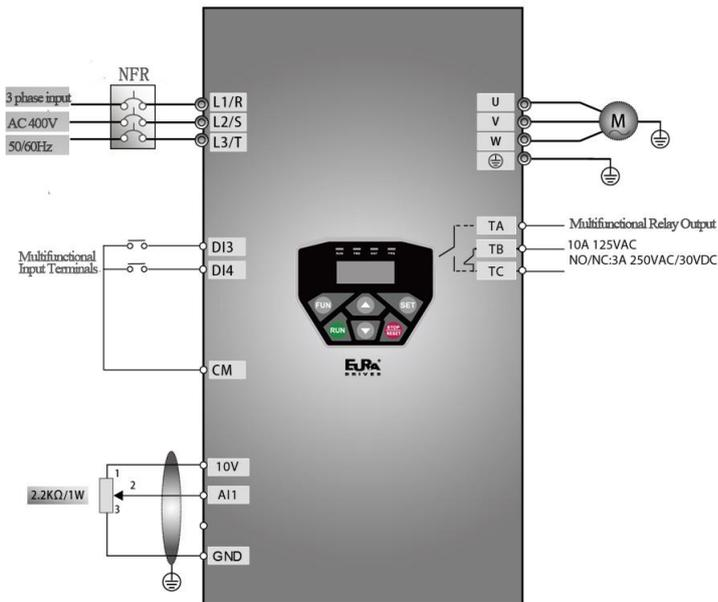 NFR
3 phase input
AC 400V
50/60Hz
L1/R
L2/S
L3/T
U
V
W
M
Multifunctional
Input Terminals
DI3
DI4
CM
TA
TB
TC
Multifunctional Relay Output
10A 125VAC
NO/NC:3A 250VAC/30VDC
FUN
SET
RUN
STOP
RESET
EURA
DRIVES
2.2KΩ/1W
1
2
3
10V
AI1
GND